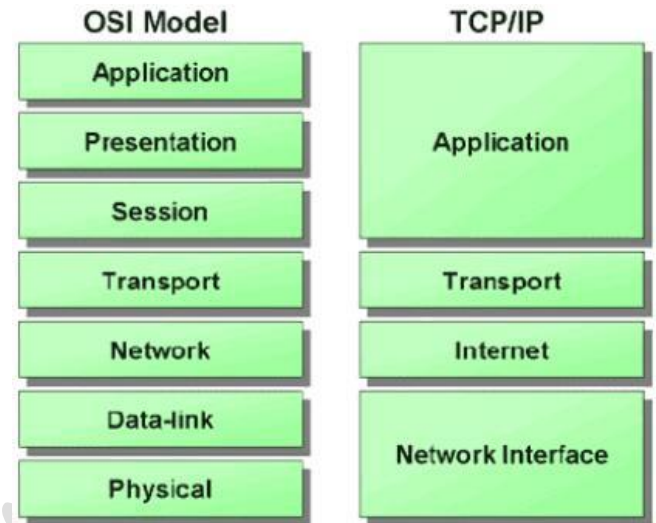 OSI Model
Application
Presentation
Session
Transport
Network
Data-link
Physical
TCP/IP
Application
Transport
Internet
Network Interface